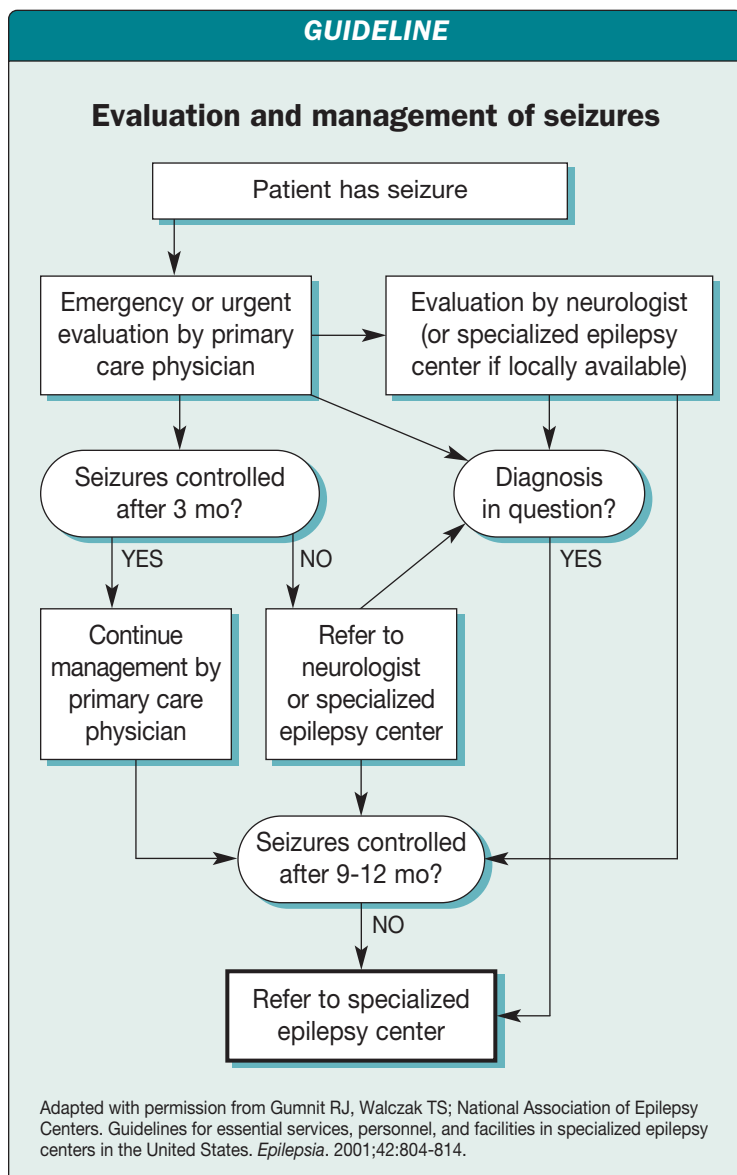 GUIDELINE
Evaluation and management of seizures
Patient has seizure
Emergency or urgent
evaluation by primary
care physician
Evaluation by neurologist
(or specialized epilepsy
center if locally available)
Seizures controlled
after 3 mo?
Diagnosis
in question?
YES
NO
YES
Continue
management by
primary care
physician
Refer to
neurologist
or specialized
epilepsy center
Seizures controlled
after 9-12 mo?
NO
Refer to specialized
epilepsy center
Adapted with permission from Gumnit RJ, Walczak TS; National Association of Epilepsy
Centers. Guidelines for essential services, personnel, and facilities in specialized epilepsy
centers in the United States. Epilepsia. 2001;42:804-814.